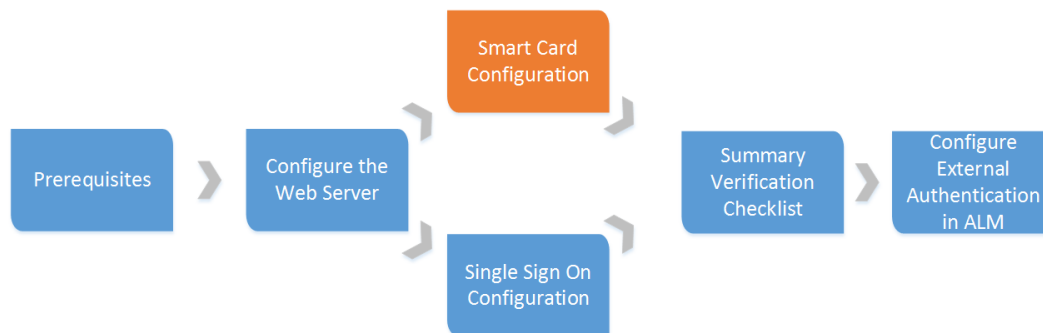 Prerequisites
Configure the
Web Server
Smart Card
Configuration
Single Sign On
Configuration
Summary
Verification
Checklist
Configure
External
Authentication
in ALM